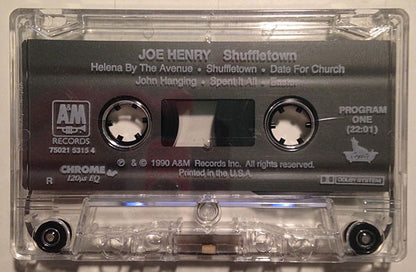 JOE HENRY Shuffletown
Helena By The Avenue • Shuffletown • Date For Church
John Hanging • Spent It All • Easter
A&M
RECORDS
75021 5315 4
PROGRAM
ONE
(22:01)
CHROME
120µs EQ
℗ & © 1990 A&M Records Inc. All rights reserved.
Printed in the U.S.A.
R
DOLBY SYSTEM